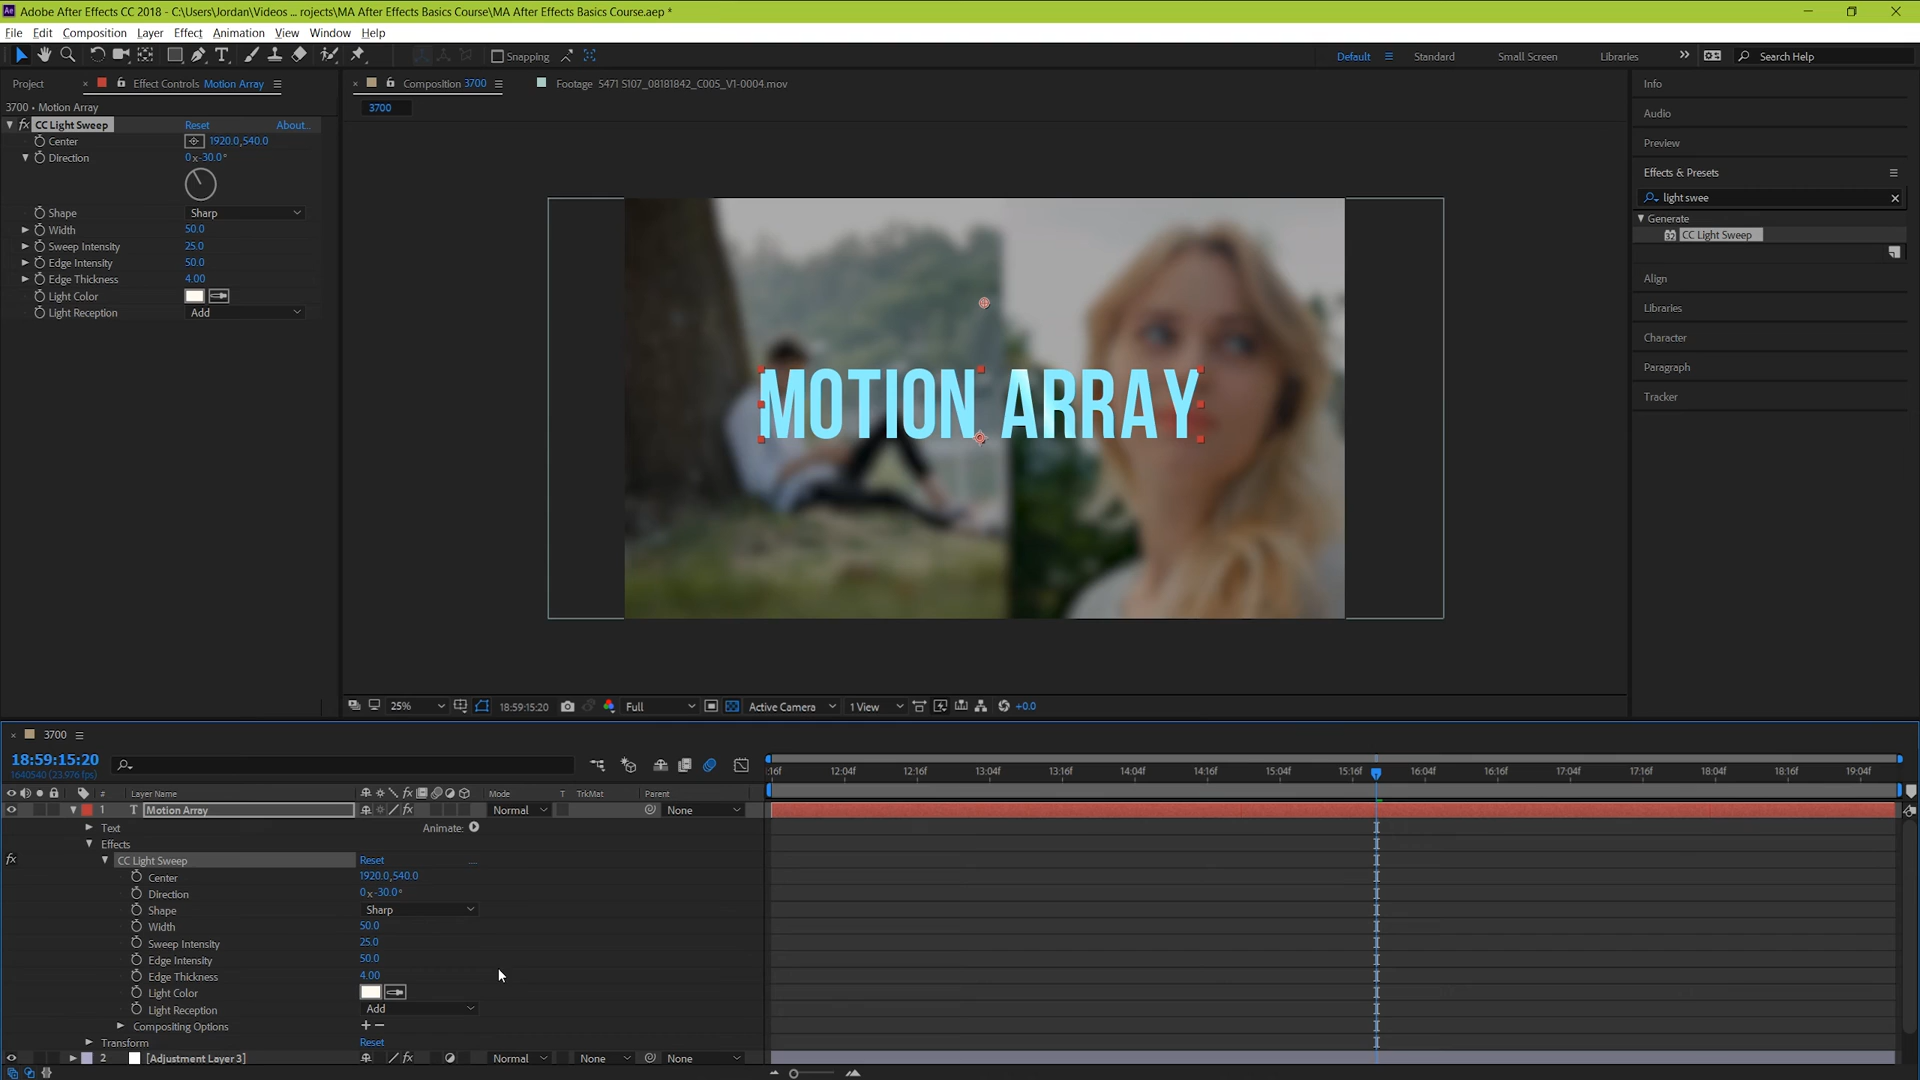 Adobe After Effects CC 2018 - C:\Users\Jordan\Videos ... rojects\MA After Effects Basics Course\MA After Effects Basics Course.aep *
File Edit Composition Layer Effect Animation View Window Help
Snapping Default Standard Small Screen Libraries Search Help
Project Effect Controls Motion Array Composition 3700 Footage 5471 S107_08181842_C005_V1-0004.mov Info
3700 • Motion Array 3700 Audio
CC Light Sweep Reset About...
Center 1920.0,540.0 Preview
Direction 0x-30.0°
Effects & Presets
light swee
Shape Sharp Generate
Width 50.0 CC Light Sweep
Sweep Intensity 25.0
Edge Intensity 50.0
Edge Thickness 4.00 Align
Light Color
Light Reception Add Libraries
Character
Paragraph
Tracker
MOTION ARRAY
25% 18:59:15:20 Full Active Camera 1 View +0.0
3700
18:59:15:20
1640540 (23.976 fps)
:16f 12:04f 12:16f 13:04f 13:16f 14:04f 14:16f 15:04f 15:16f 16:04f 16:16f 17:04f 17:16f 18:04f 18:16f 19:04f
# Layer Name Mode T TrkMat Parent
1 T Motion Array Normal None
Text Animate:
Effects
fx CC Light Sweep Reset ....
Center 1920.0,540.0
Direction 0x-30.0°
Shape Sharp
Width 50.0
Sweep Intensity 25.0
Edge Intensity 50.0
Edge Thickness 4.00
Light Color
Light Reception Add
Compositing Options + −
Transform Reset
2 [Adjustment Layer 3] Normal None None